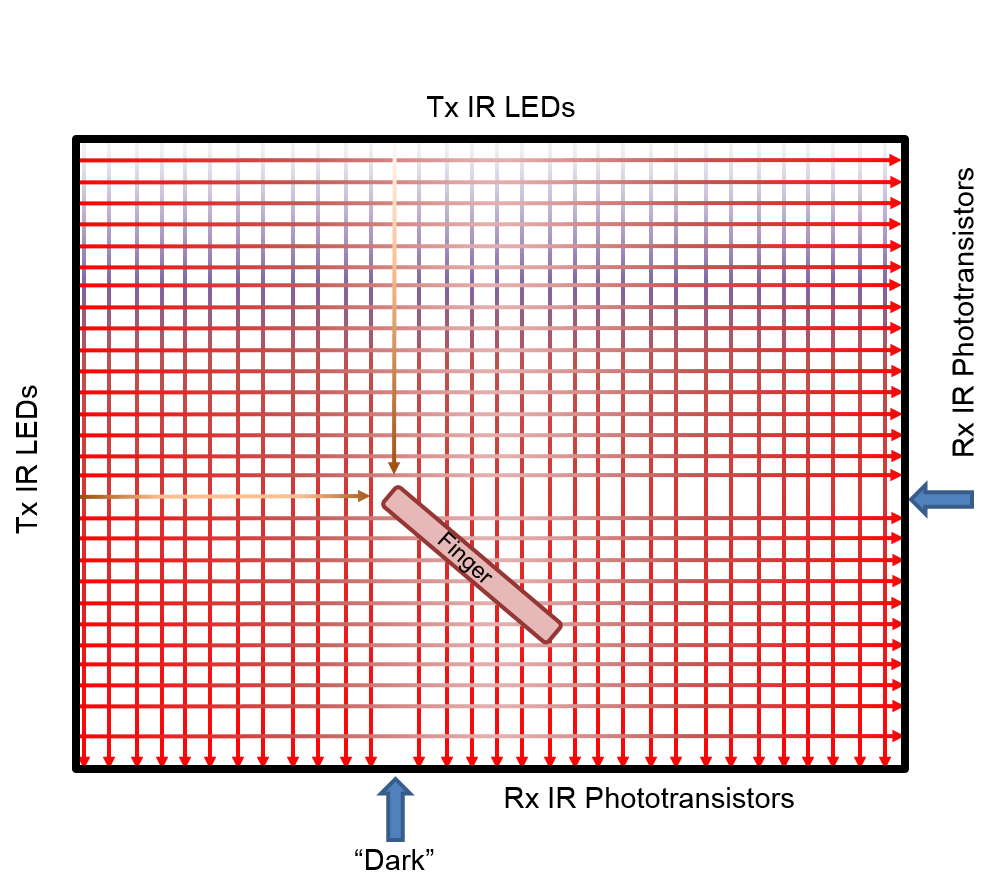 Tx IR LEDs
Rx IR Phototransistors
Tx IR LEDs
Finger
Rx IR Phototransistors
“Dark”